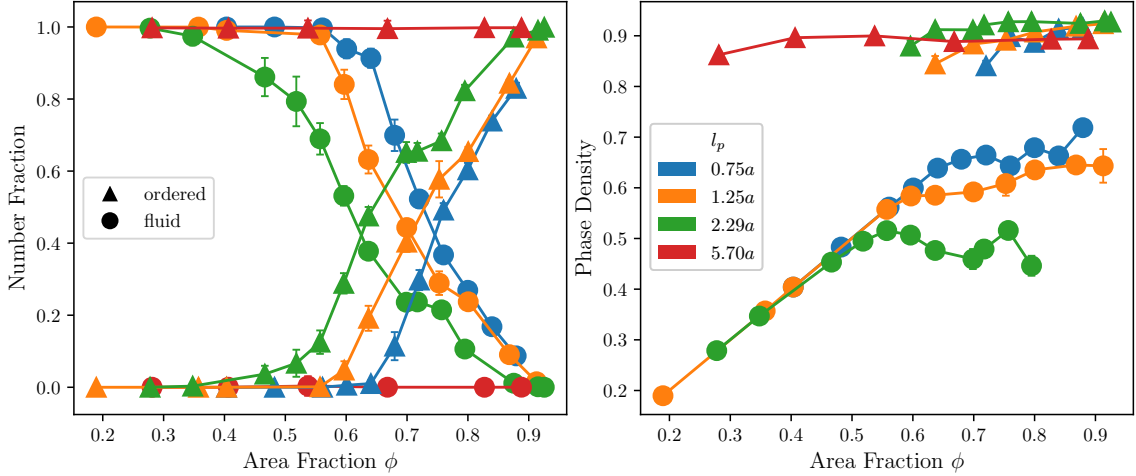 1.0
0.8
0.6
0.4
0.2
0.0
Number Fraction
ordered
fluid
0.2 0.3 0.4 0.5 0.6 0.7 0.8 0.9
Area Fraction ϕ
0.9
0.8
0.7
0.6
0.5
0.4
0.3
0.2
Phase Density
l_p
0.75a
1.25a
2.29a
5.70a
0.2 0.3 0.4 0.5 0.6 0.7 0.8 0.9
Area Fraction ϕ